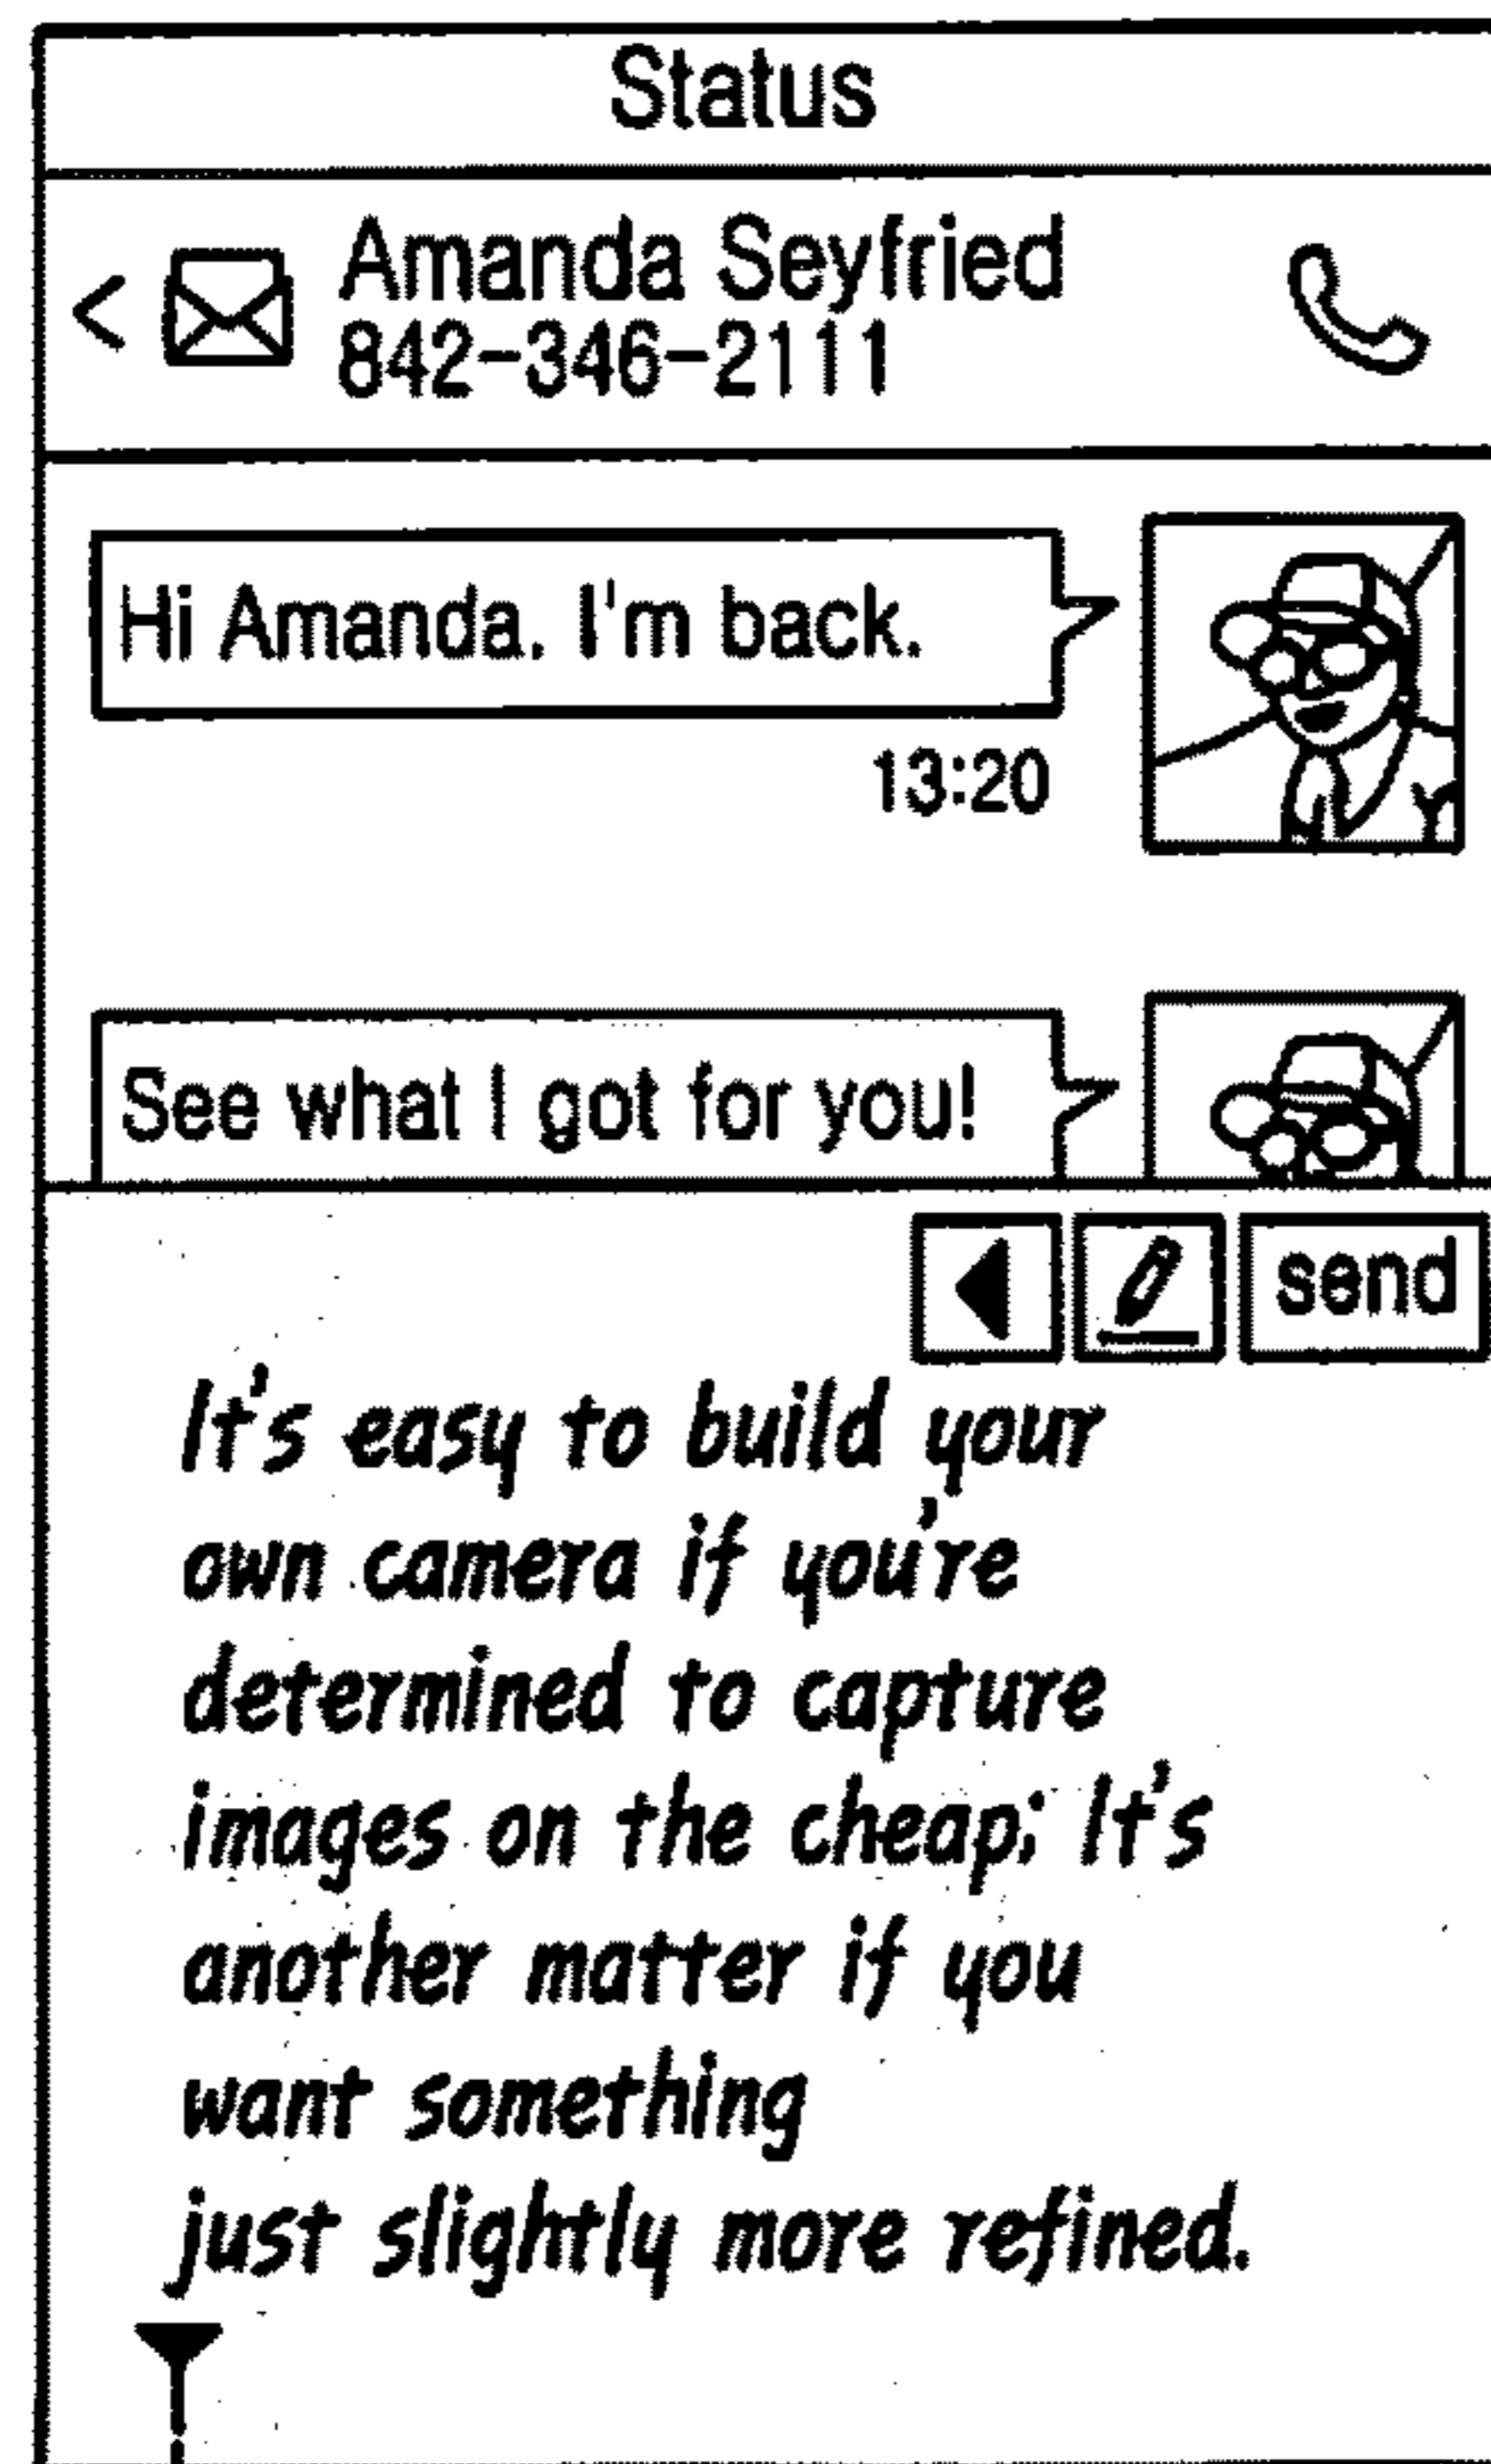 Status
< Amanda Seyfried
842-346-2111
Hi Amanda. I'm back.
13:20
See what I got for you!
send
It's easy to build your
own camera if you're
determined to capture
images on the cheap; It's
another matter if you
want something
just slightly more refined.